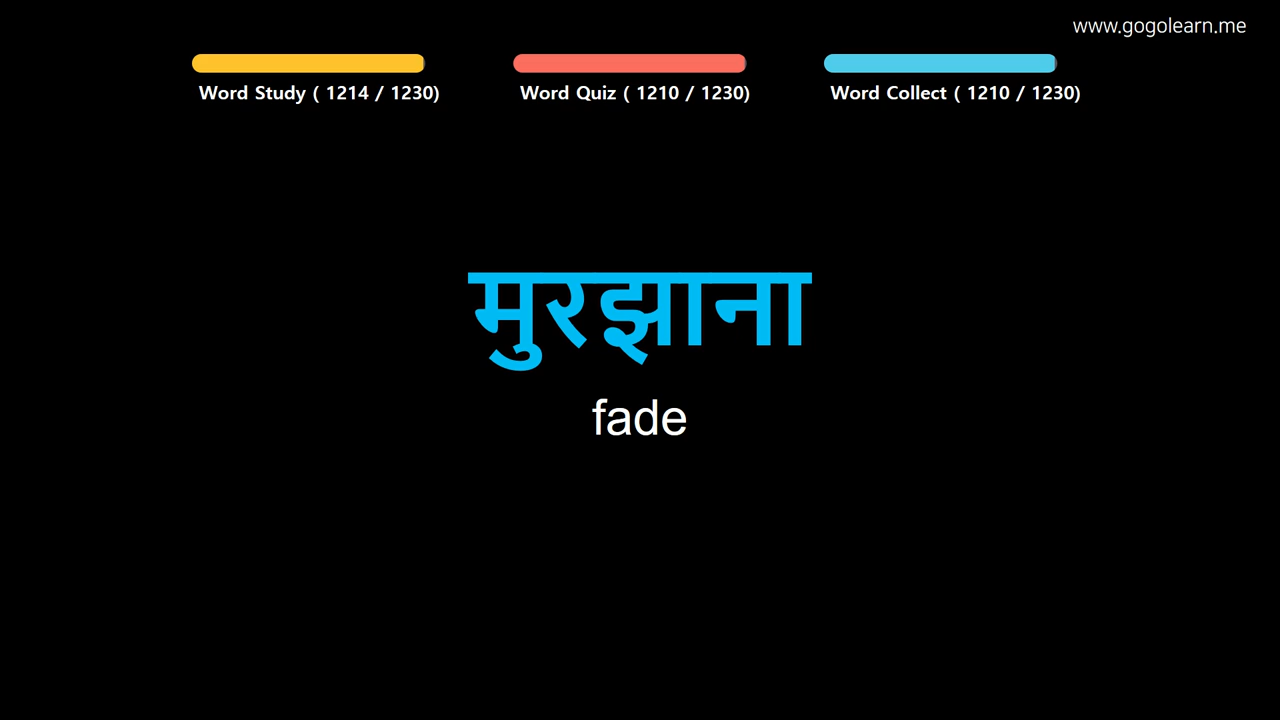 www.gogolearn.me
Word Study ( 1214 / 1230)
Word Quiz ( 1210 / 1230)
Word Collect ( 1210 / 1230)
मुरझाना
fade